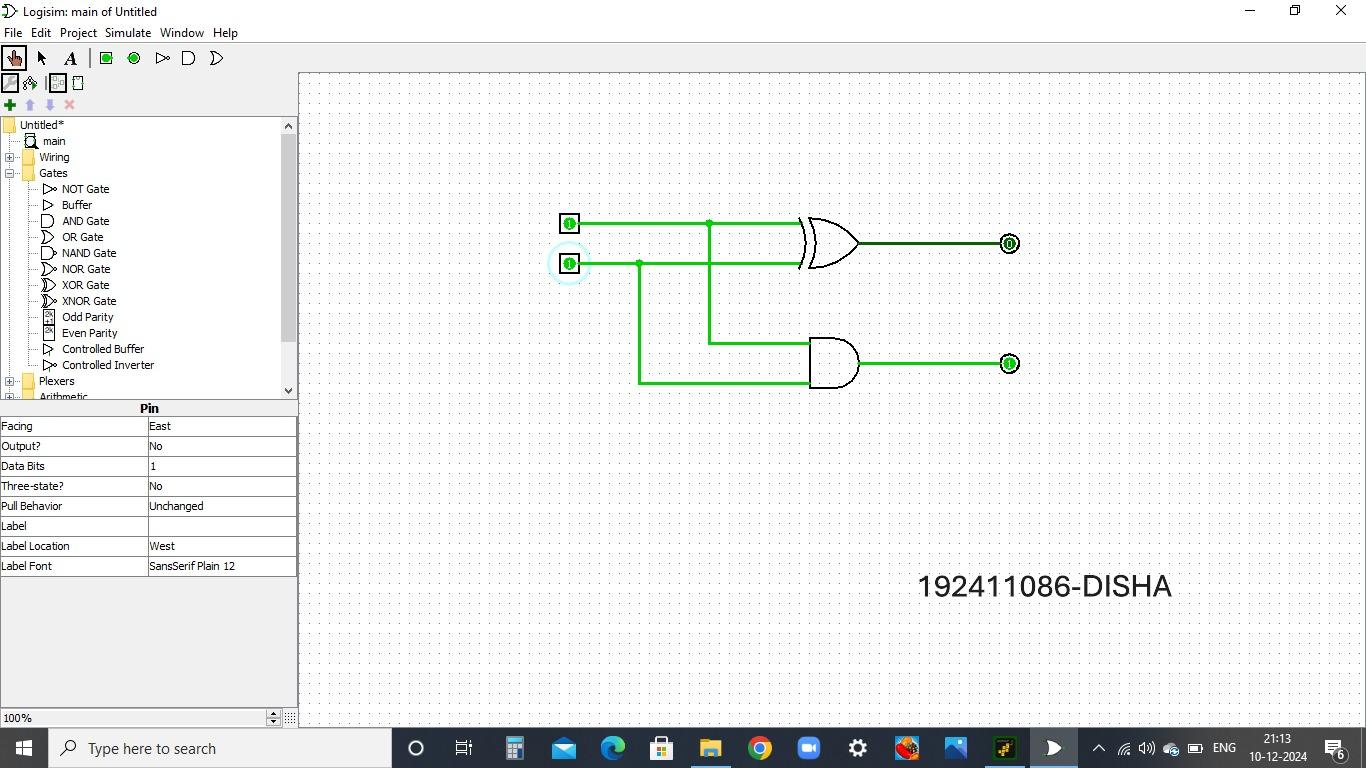 Logisim: main of Untitled
File Edit Project Simulate Window Help
A
Untitled*
main
Wiring
Gates
NOT Gate
Buffer
AND Gate
OR Gate
NAND Gate
NOR Gate
XOR Gate
XNOR Gate
Odd Parity
Even Parity
Controlled Buffer
Controlled Inverter
Plexers
Arithmetic
Pin
Facing East
Output? No
Data Bits 1
Three-state? No
Pull Behavior Unchanged
Label
Label Location West
Label Font SansSerif Plain 12
100%
1
1
0
1
192411086-DISHA
Type here to search
ENG
21:13
10-12-2024
6